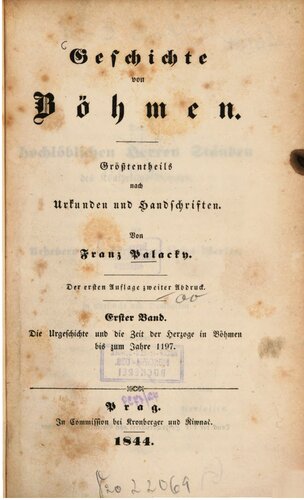 Geschichte
von
Böhmen.
Größtentheils
nach
Urkunden und Handschriften.
Von
Franz Palacky.
Der ersten Auflage zweiter Abdruck.
Erster Band.
Die Urgeschichte und die Zeit der Herzoge in Böhmen
bis zum Jahre 1197.
Prag.
In Commission bei Kronberger und Riwnač.
1844.